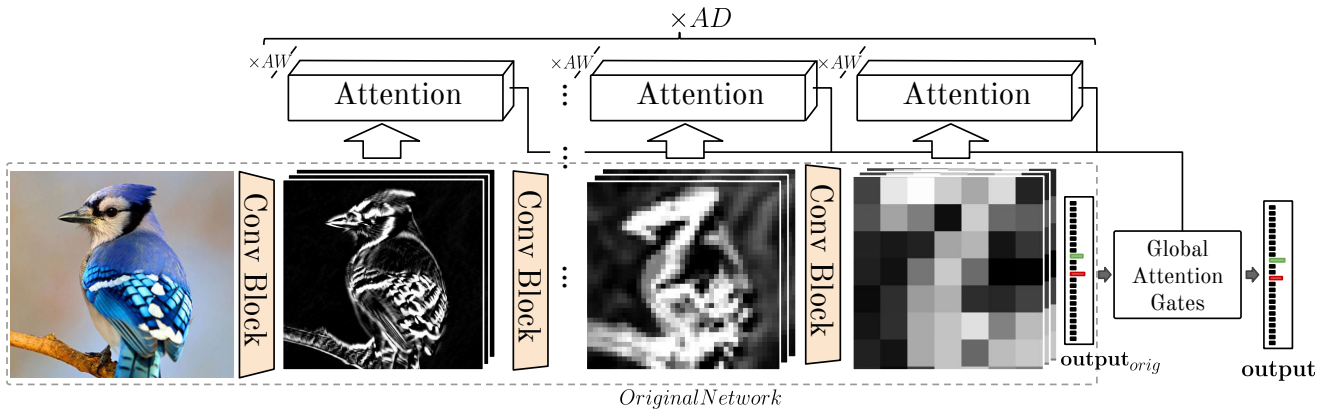 ×AD
×AW
×AW
×AW
Attention
Attention
Attention
Conv Block
Conv Block
Conv Block
Global
Attention
Gates
output_orig
output
OriginalNetwork